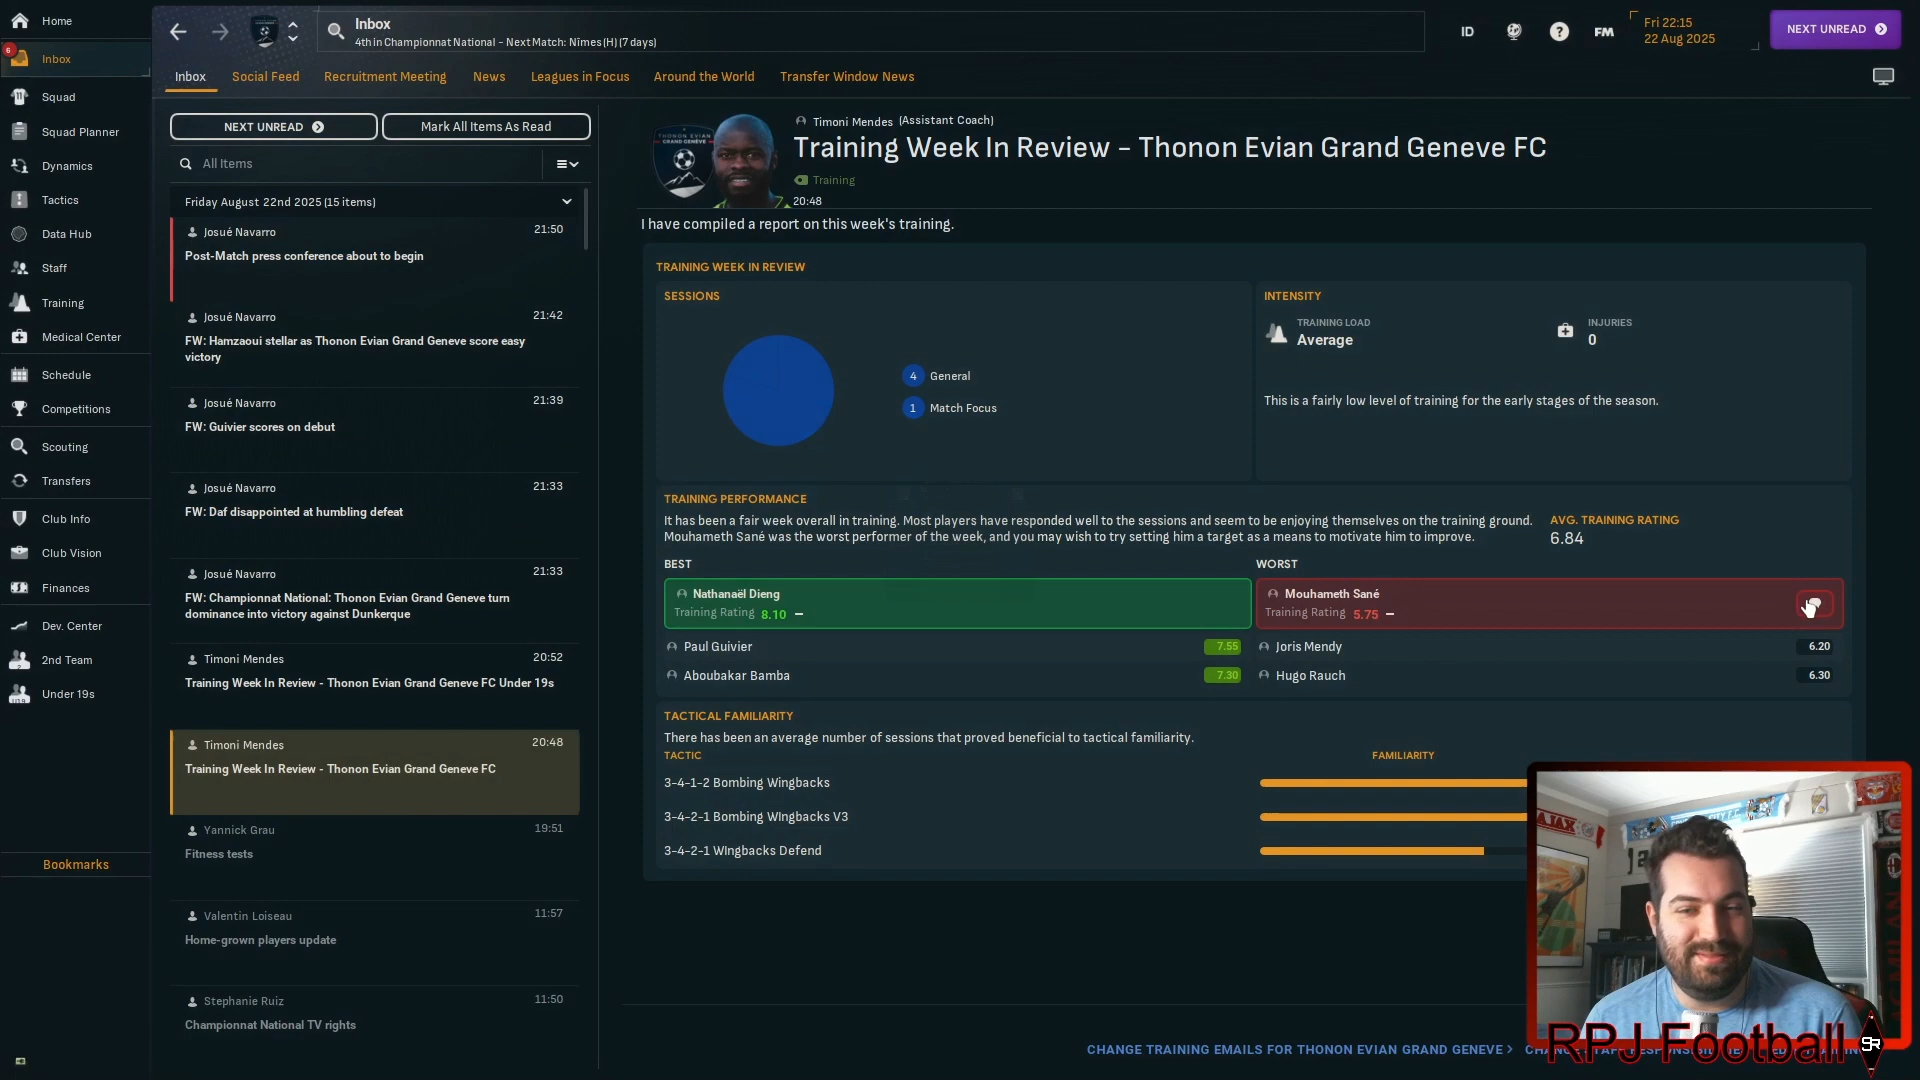 Home
Inbox
6
Squad
Squad Planner
Dynamics
Tactics
Data Hub
Staff
Training
Medical Center
Schedule
Competitions
Scouting
Transfers
Club Info
Club Vision
Finances
Dev. Center
2nd Team
Under 19s
Bookmarks
Inbox
4th in Championnat National - Next Match: Nîmes (H) (7 days)
ID
FM
Fri 22:15
22 Aug 2025
NEXT UNREAD
Inbox
Social Feed
Recruitment Meeting
News
Leagues in Focus
Around the World
Transfer Window News
NEXT UNREAD
Mark All Items As Read
All Items
Friday August 22nd 2025 (15 items)
Josué Navarro
21:50
Post-Match press conference about to begin
Josué Navarro
21:42
FW: Hamzaoui stellar as Thonon Evian Grand Geneve score easy
victory
Josué Navarro
21:39
FW: Guivier scores on debut
Josué Navarro
21:33
FW: Daf disappointed at humbling defeat
Josué Navarro
21:33
FW: Championnat National: Thonon Evian Grand Geneve turn
dominance into victory against Dunkerque
Timoni Mendes
20:52
Training Week In Review - Thonon Evian Grand Geneve FC Under 19s
Timoni Mendes
20:48
Training Week In Review - Thonon Evian Grand Geneve FC
Yannick Grau
19:51
Fitness tests
Valentin Loiseau
11:57
Home-grown players update
Stephanie Ruiz
11:50
Championnat National TV rights
Timoni Mendes (Assistant Coach)
Training Week In Review - Thonon Evian Grand Geneve FC
Training
20:48
I have compiled a report on this week's training.
TRAINING WEEK IN REVIEW
SESSIONS
4 General
1 Match Focus
INTENSITY
TRAINING LOAD
Average
INJURIES
0
This is a fairly low level of training for the early stages of the season.
TRAINING PERFORMANCE
It has been a fair week overall in training. Most players have responded well to the sessions and seem to be enjoying themselves on the training ground.
Mouhameth Sané was the worst performer of the week, and you may wish to try setting him a target as a means to motivate him to improve.
AVG. TRAINING RATING
6.84
BEST
Nathanaël Dieng
Training Rating 8.10 –
Paul Guivier
7.55
Aboubakar Bamba
7.30
WORST
Mouhameth Sané
Training Rating 5.75 –
Joris Mendy
6.20
Hugo Rauch
6.30
TACTICAL FAMILIARITY
There has been an average number of sessions that proved beneficial to tactical familiarity.
TACTIC
FAMILIARITY
3-4-1-2 Bombing Wingbacks
3-4-2-1 Bombing WIngbacks V3
3-4-2-1 WIngbacks Defend
CHANGE TRAINING EMAILS FOR THONON EVIAN GRAND GENEVE >
RPJ Football